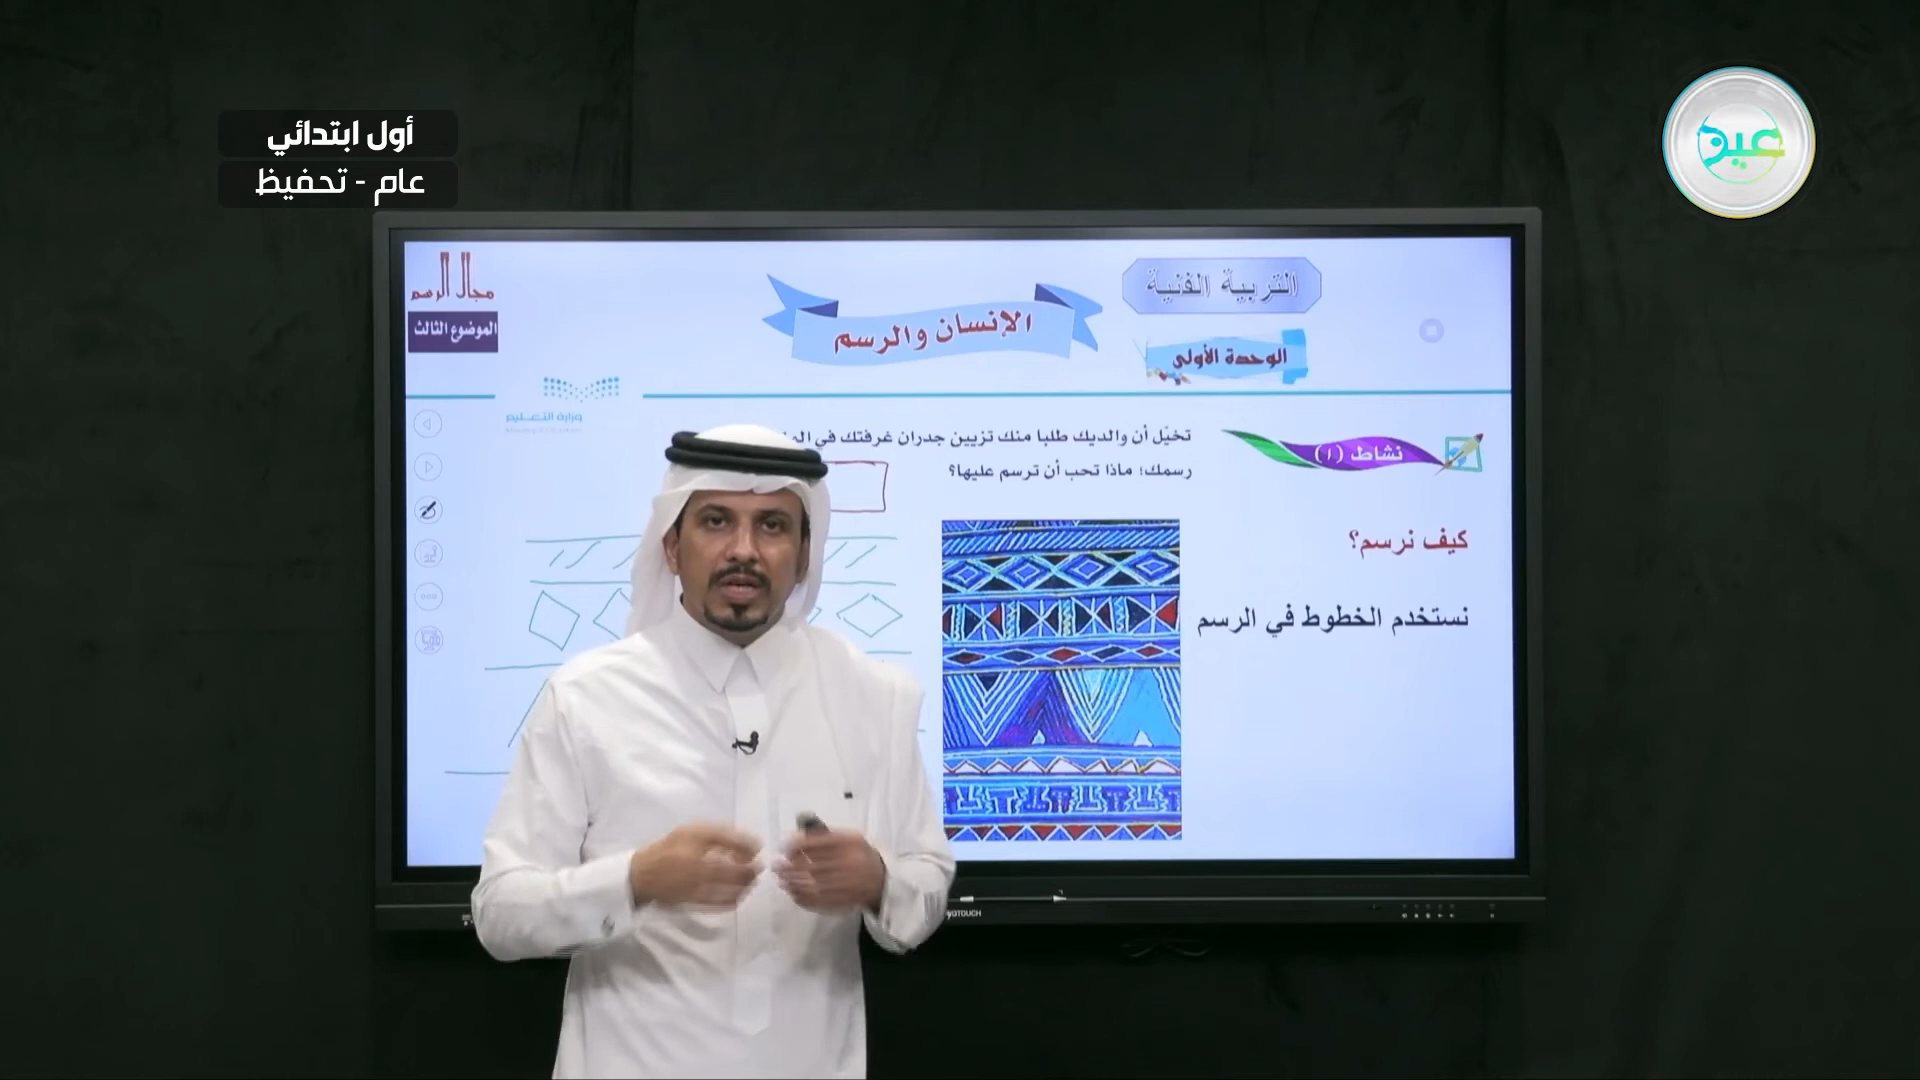 أول ابتدائي
عام - تحفيظ
عين
مجال الرسم
الموضوع الثالث
الإنسان والرسم
التربية الفنية
الوحدة الأولى
وزارة التعليم
نشاط (١)
تخيّل أن والديك طلبا منك تزيين جدران غرفتك في
رسمك؛ ماذا تحب أن ترسم عليها؟
كيف نرسم؟
نستخدم الخطوط في الرسم